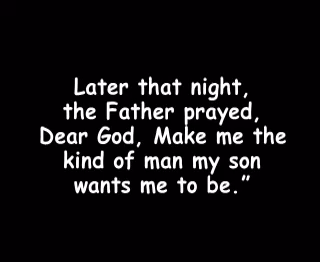 Later that night,
the Father prayed,
Dear God, Make me the
kind of man my son
wants me to be.”